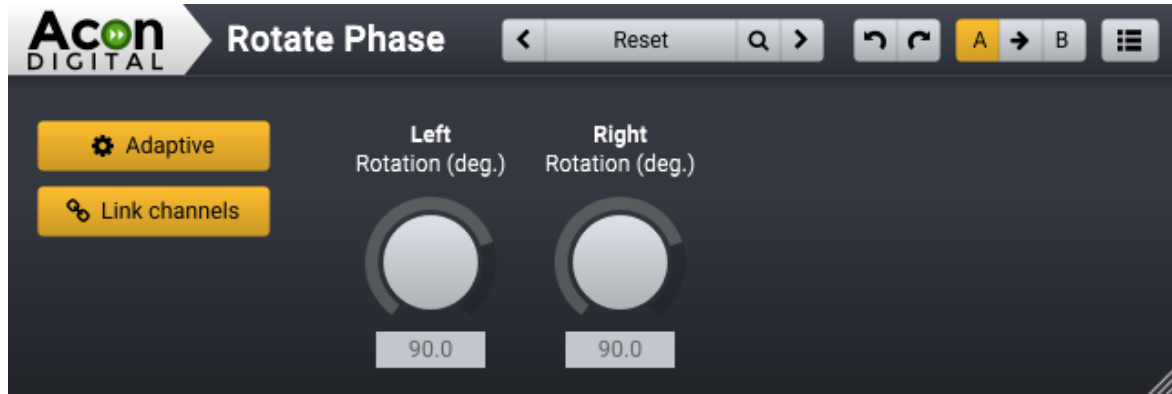 Acon
DIGITAL
Rotate Phase
Reset
A
B
Adaptive
Link channels
Left
Rotation (deg.)
Right
Rotation (deg.)
90.0
90.0